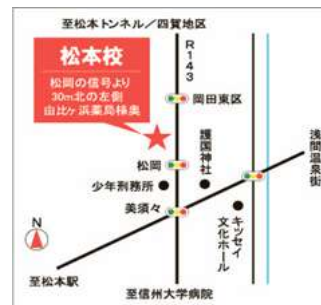 至松本トンネル／四賀地区
松本校
松岡の信号より
30m北の左側
由比ヶ浜薬局様奥
R143
岡田東区
松岡
護国神社
少年刑務所
美須々
キッセイ
文化ホール
浅間温泉街
N
至松本駅
至信州大学病院